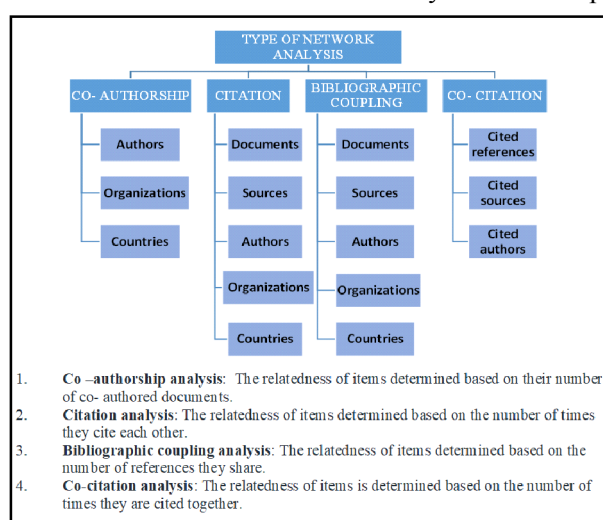 TYPE OF NETWORK
ANALYSIS
CO- AUTHORSHIP
Authors
Organizations
Countries
CITATION
Documents
Sources
Authors
Organizations
Countries
BIBLIOGRAPHIC
COUPLING
Documents
Sources
Authors
Organizations
Countries
CO- CITATION
Cited
references
Cited
sources
Cited
authors
1. Co –authorship analysis: The relatedness of items determined based on their number
of co- authored documents.
2. Citation analysis: The relatedness of items determined based on the number of times
they cite each other.
3. Bibliographic coupling analysis: The relatedness of items determined based on the
number of references they share.
4. Co-citation analysis: The relatedness of items is determined based on the number of
times they are cited together.